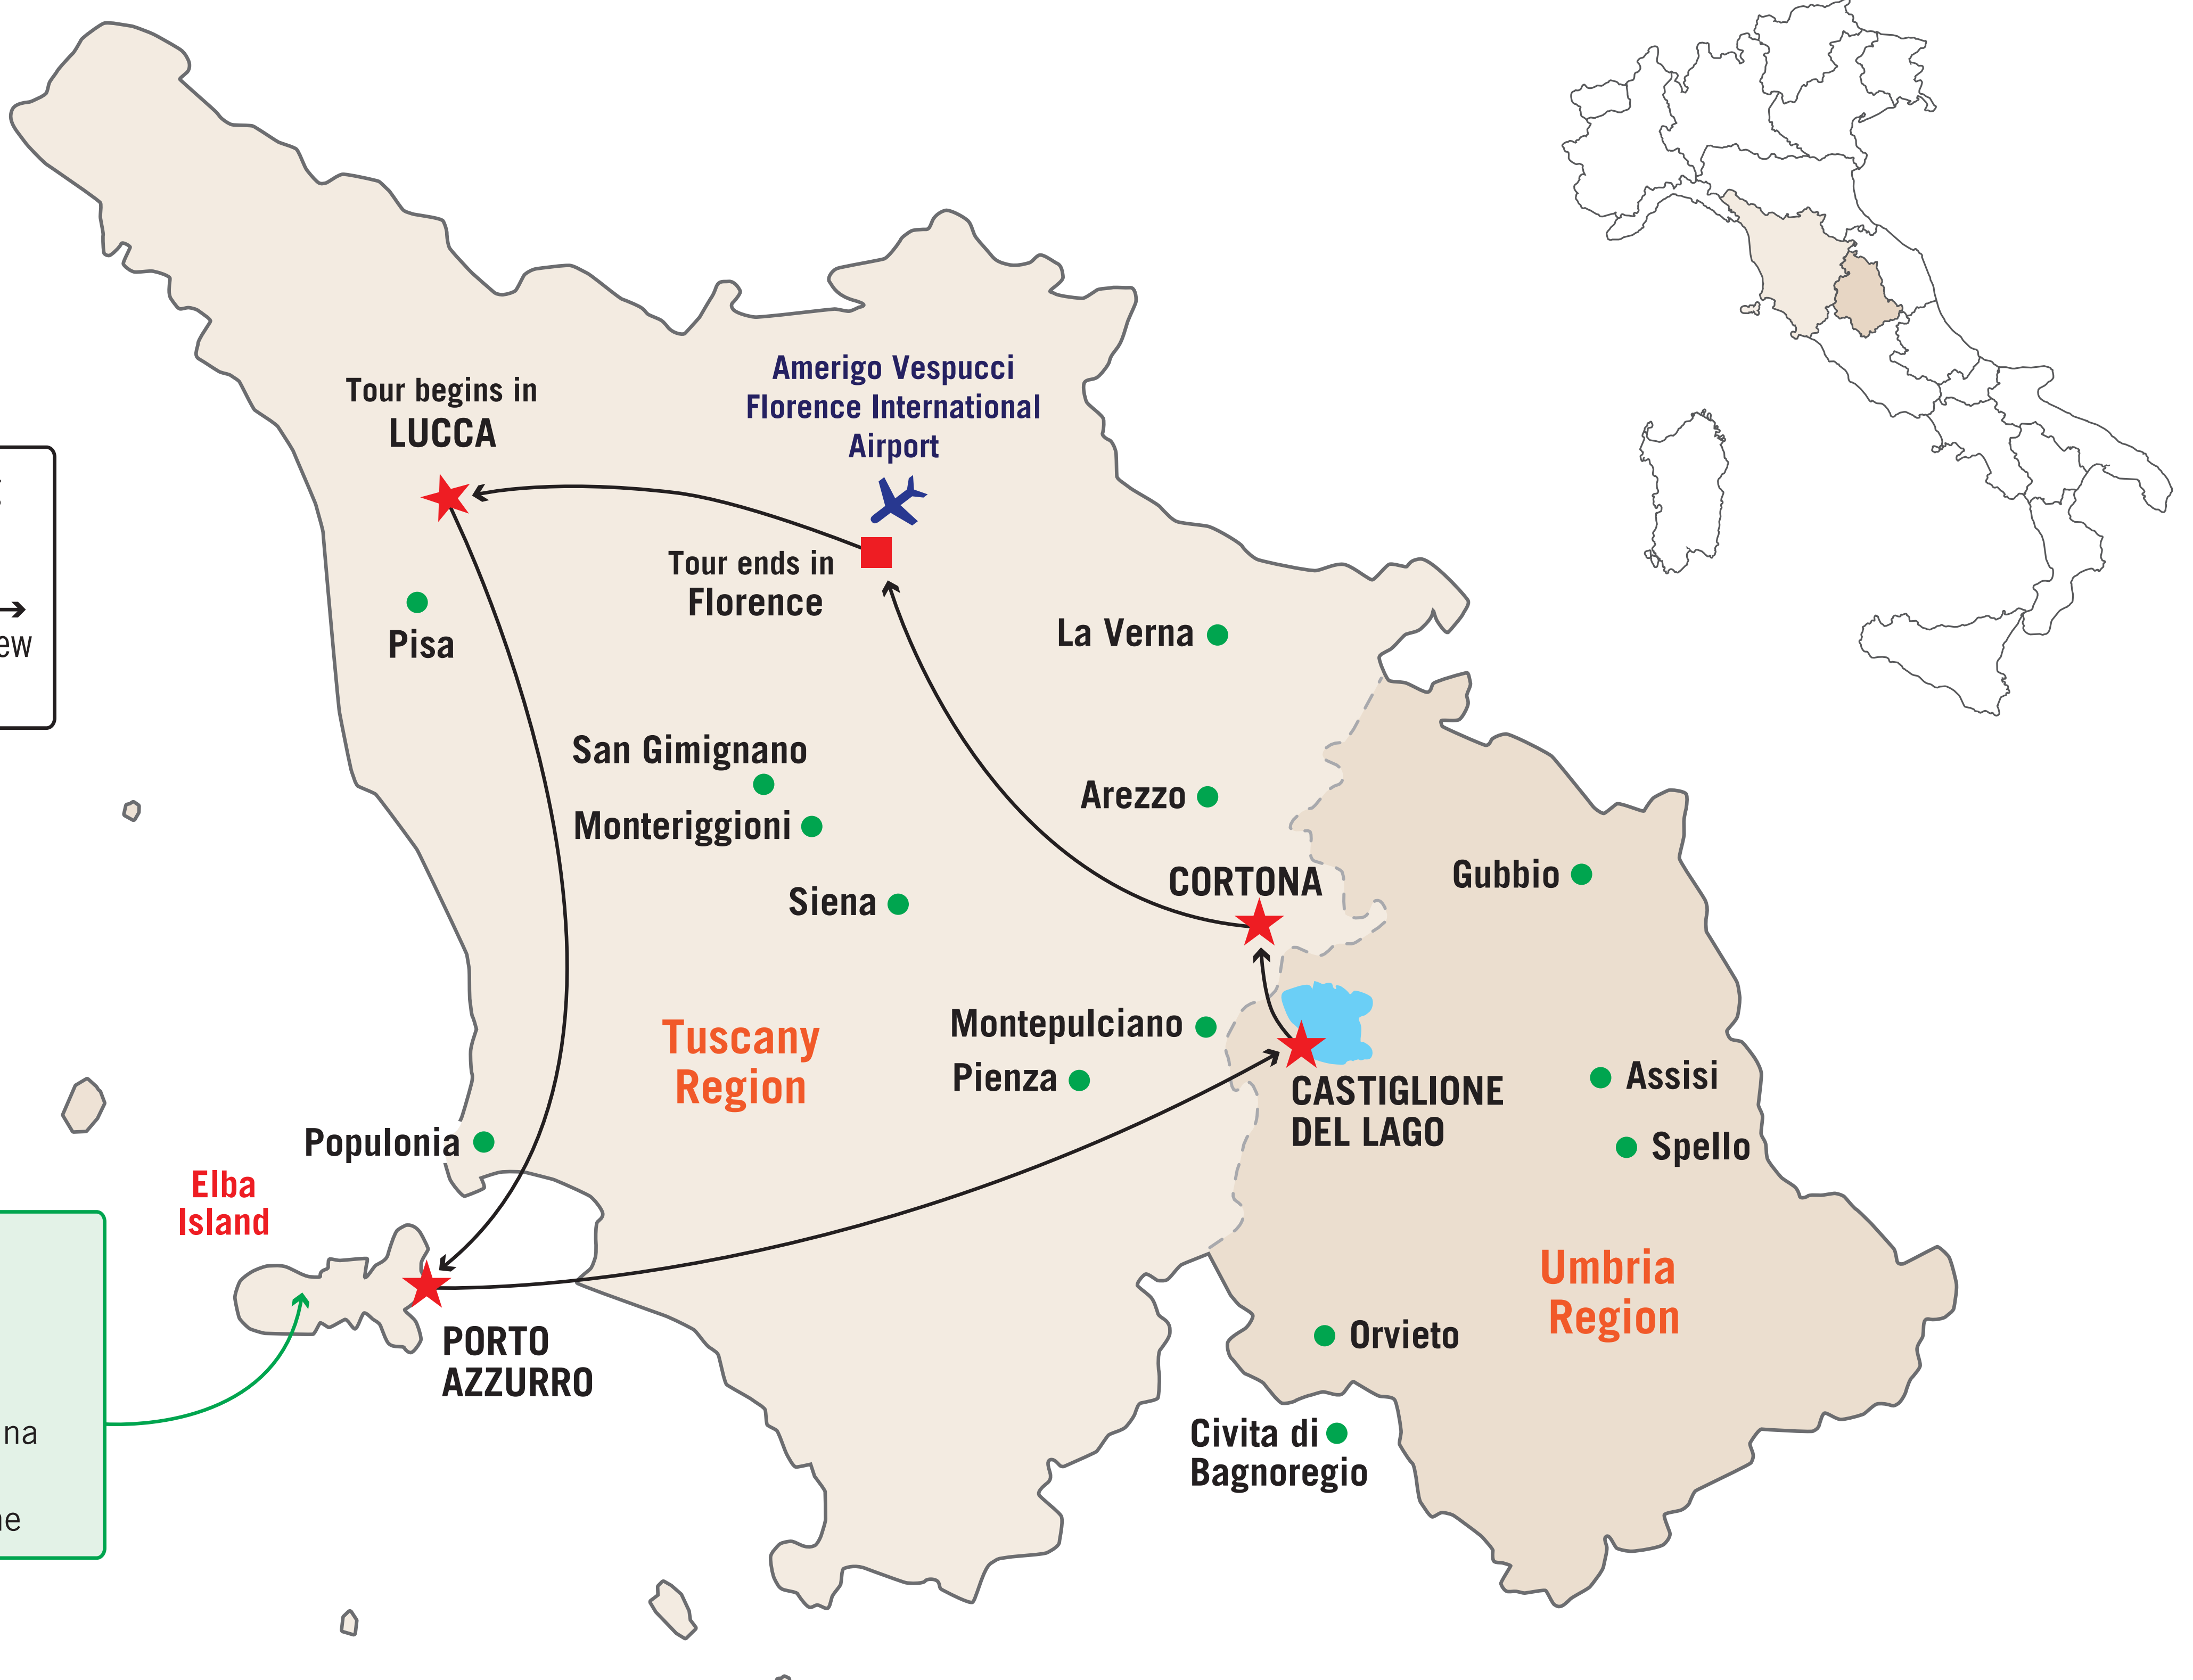 Tour begins in
LUCCA
Amerigo Vespucci
Florence International
Airport
Tour ends in
Florence
Pisa
La Verna
San Gimignano
Monteriggioni
Arezzo
CORTONA
Gubbio
Siena
Tuscany
Region
Montepulciano
Pienza
CASTIGLIONE
DEL LAGO
Assisi
Spello
Populonia
Elba
Island
PORTO
AZZURRO
Umbria
Region
Orvieto
Civita di
Bagnoregio